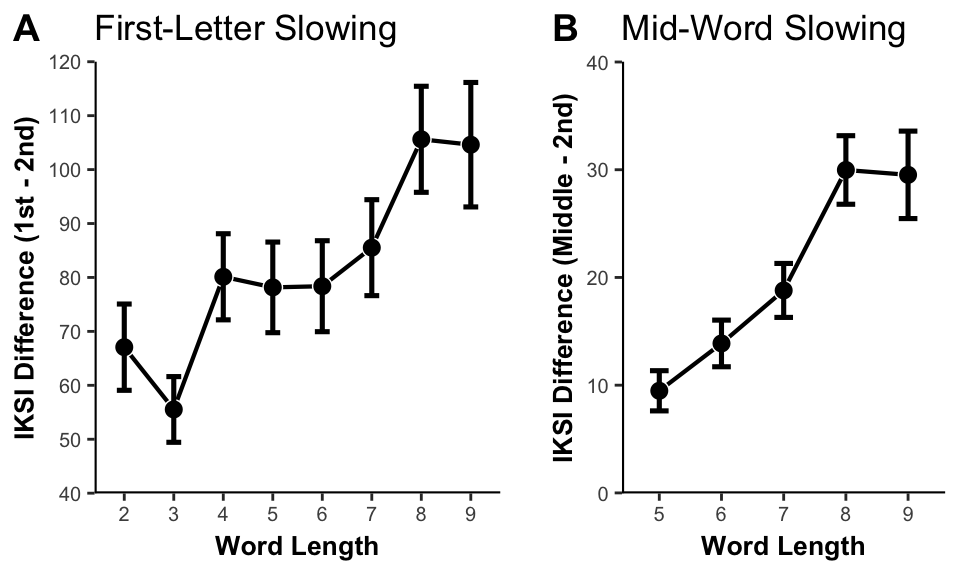 A First-Letter Slowing
IKSI Difference (1st - 2nd)
120
110
100
90
80
70
60
50
40
2 3 4 5 6 7 8 9
Word Length
B Mid-Word Slowing
IKSI Difference (Middle - 2nd)
40
30
20
10
0
5 6 7 8 9
Word Length